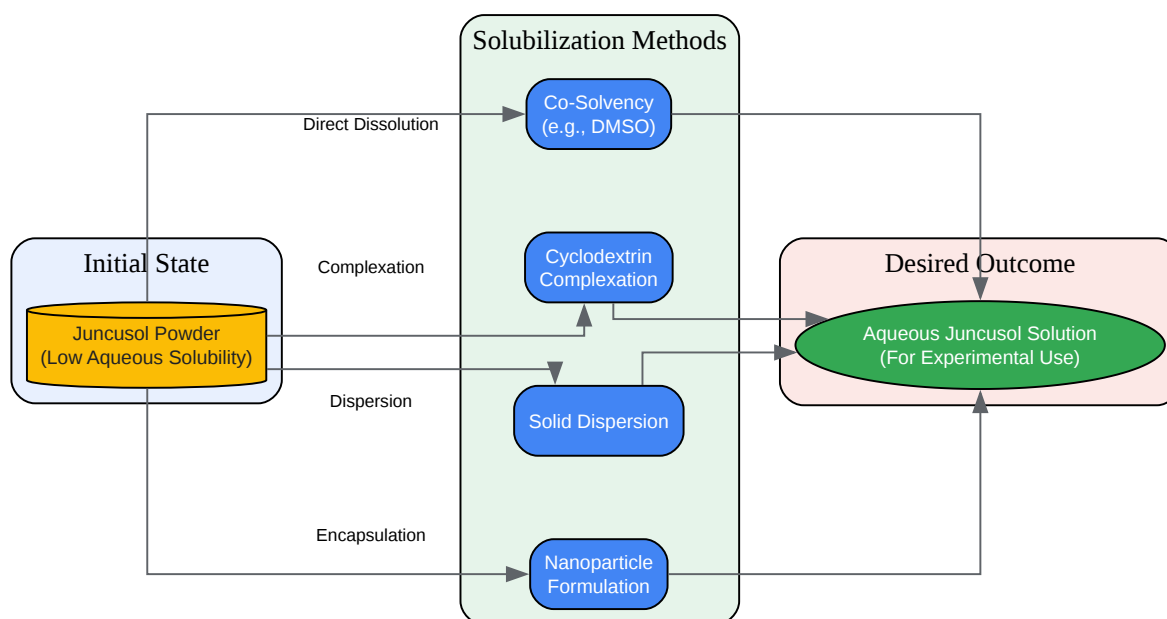 Solubilization Methods
Co-Solvency
(e.g., DMSO)
Direct Dissolution
Initial State
Juncusol Powder
(Low Aqueous Solubility)
Complexation
Cyclodextrin
Complexation
Desired Outcome
Aqueous Juncusol Solution
(For Experimental Use)
Dispersion
Solid Dispersion
Encapsulation
Nanoparticle
Formulation